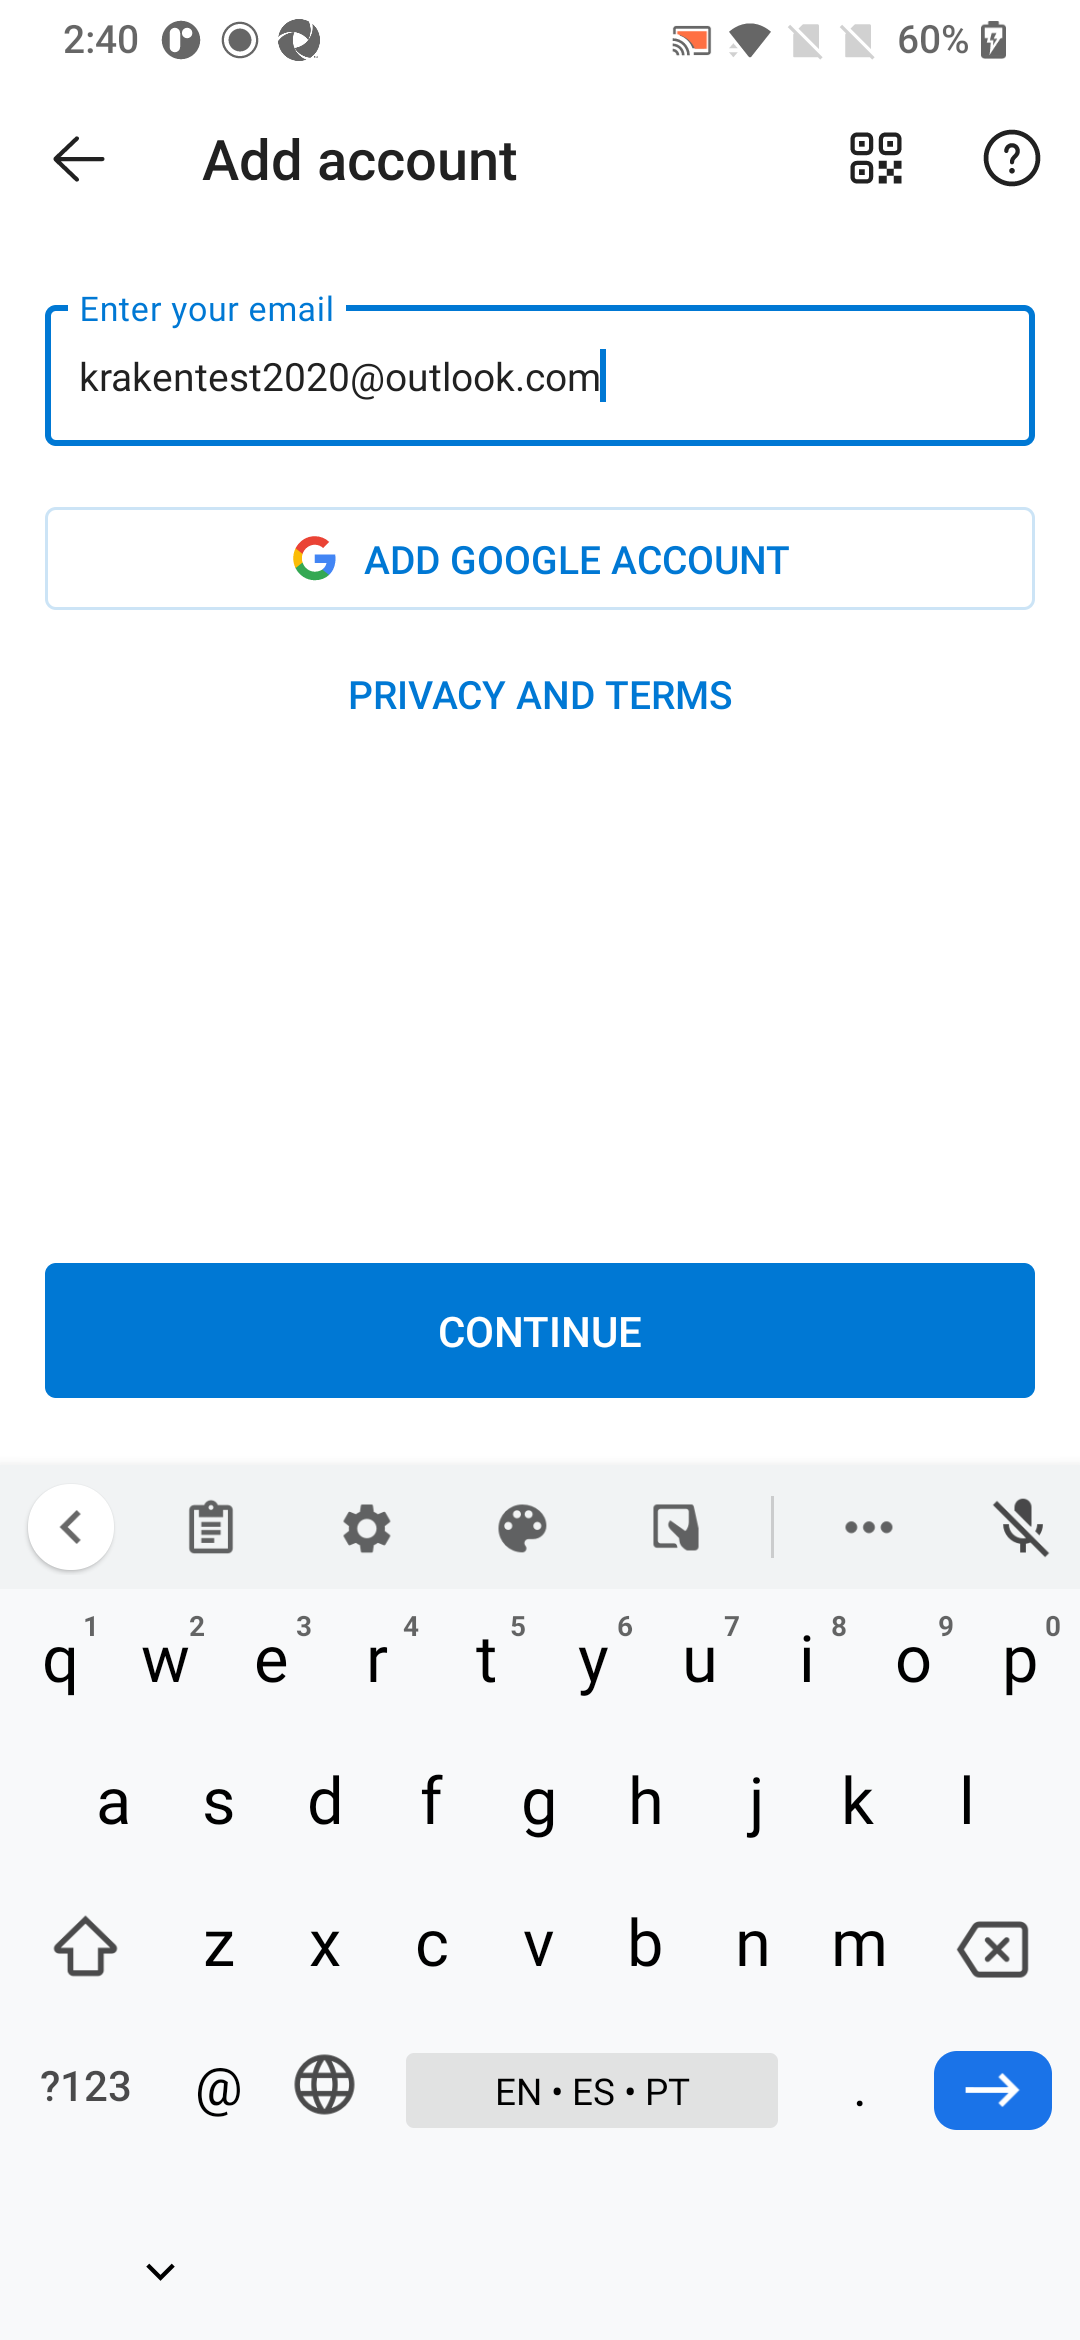 2:40 60%
Add account
Enter your email
krakentest2020@outlook.com
ADD GOOGLE ACCOUNT
PRIVACY AND TERMS
CONTINUE
1 2 3 4 5 6 7 8 9 0
q w e r t y u i o p
a s d f g h j k l
z x c v b n m
?123 @ EN • ES • PT .